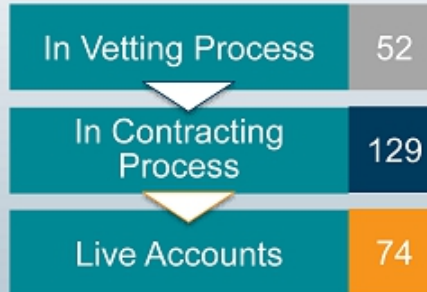 In Vetting Process 52
In Contracting
Process 129
Live Accounts 74